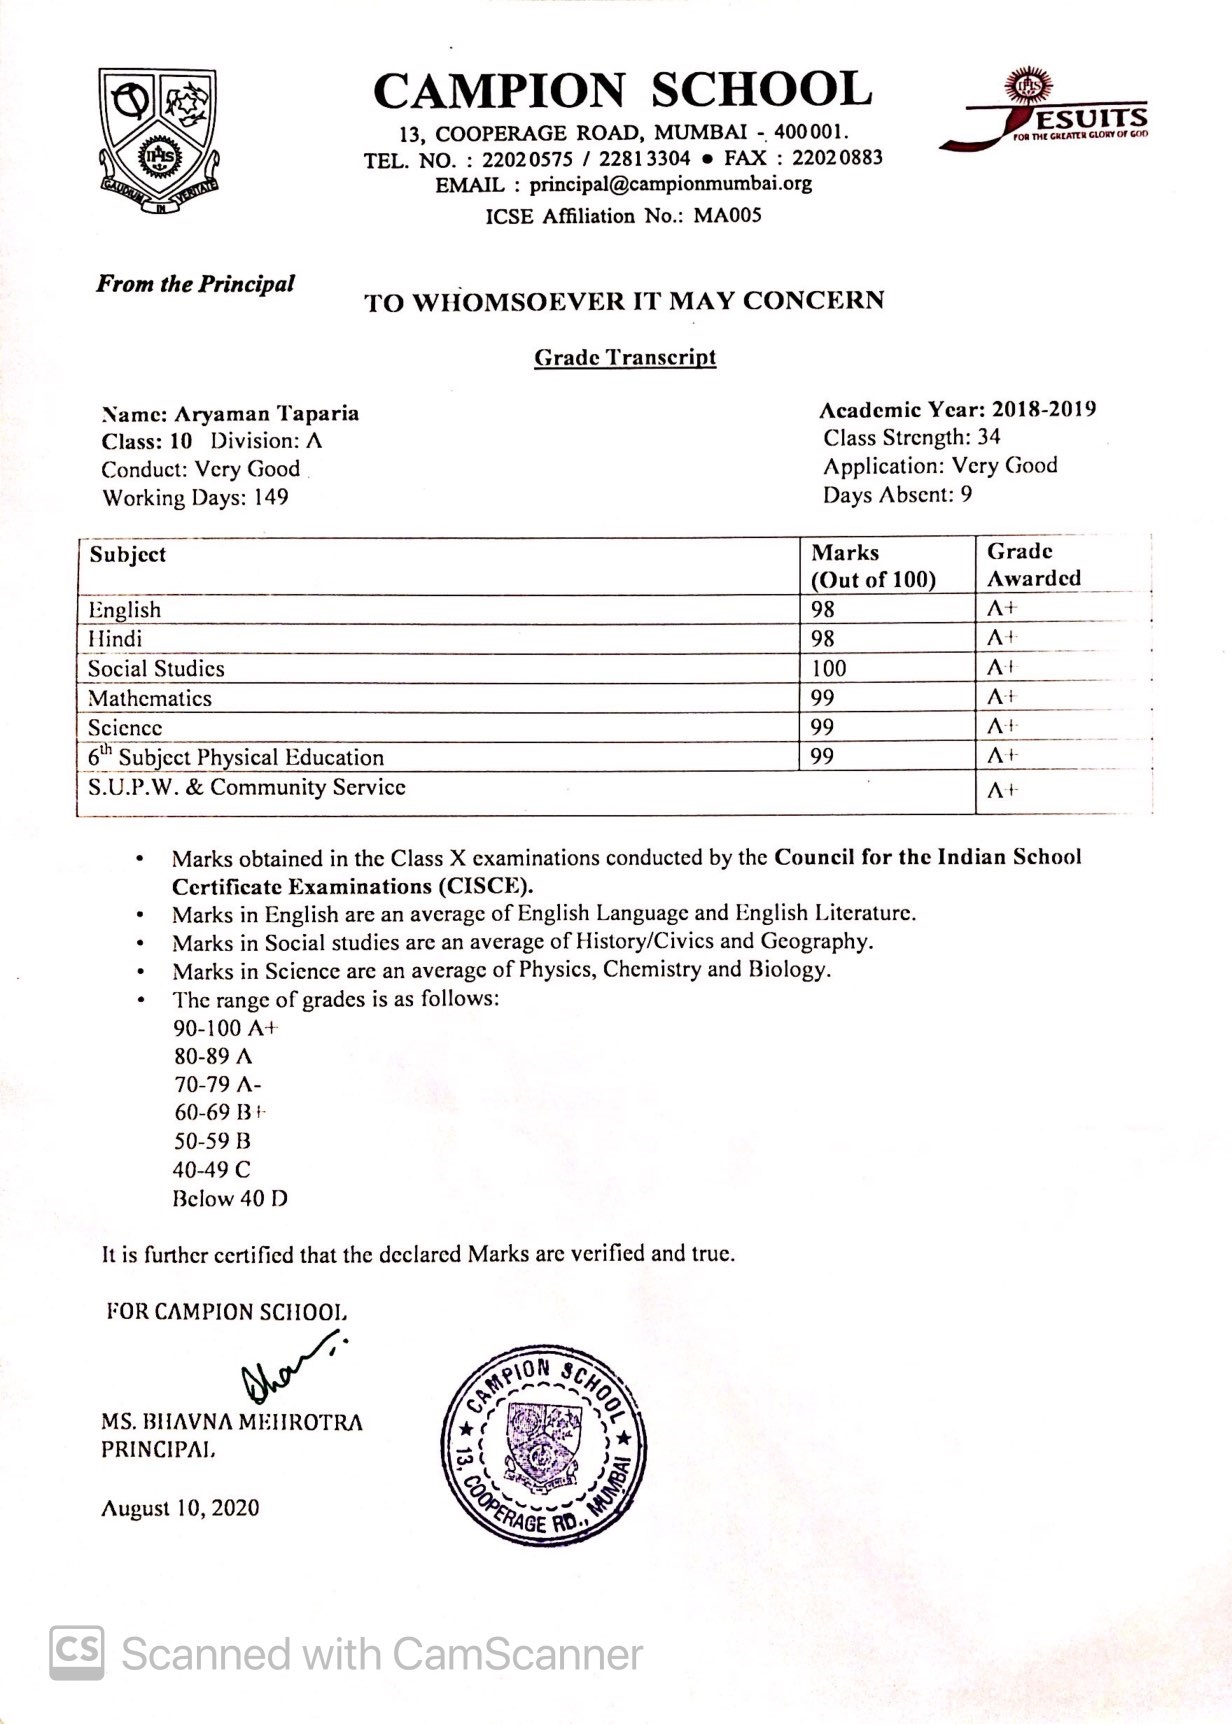 CAMPION SCHOOL
13, COOPERAGE ROAD, MUMBAI - 400001.
TEL. NO. : 22020575 / 22813304 • FAX : 22020883
EMAIL : principal@campionmumbai.org
ICSE Affiliation No.: MA005
GAUDIUM IN VERITATE
IHS
JESUITS
FOR THE GREATER GLORY OF GOD
From the Principal
TO WHOMSOEVER IT MAY CONCERN
Grade Transcript
Name: Aryaman Taparia Academic Year: 2018-2019
Class: 10 Division: A Class Strength: 34
Conduct: Very Good Application: Very Good
Working Days: 149 Days Absent: 9
Subject Marks (Out of 100) Grade Awarded
English 98 A+
Hindi 98 A+
Social Studies 100 A+
Mathematics 99 A+
Science 99 A+
6th Subject Physical Education 99 A+
S.U.P.W. & Community Service A+
• Marks obtained in the Class X examinations conducted by the Council for the Indian School
Certificate Examinations (CISCE).
• Marks in English are an average of English Language and English Literature.
• Marks in Social studies are an average of History/Civics and Geography.
• Marks in Science are an average of Physics, Chemistry and Biology.
• The range of grades is as follows:
90-100 A+
80-89 A
70-79 A-
60-69 B+
50-59 B
40-49 C
Below 40 D
It is further certified that the declared Marks are verified and true.
FOR CAMPION SCHOOL
MS. BHAVNA MEHROTRA
PRINCIPAL
August 10, 2020
★ CAMPION SCHOOL ★
13, COOPERAGE RD., MUMBAI
CS Scanned with CamScanner